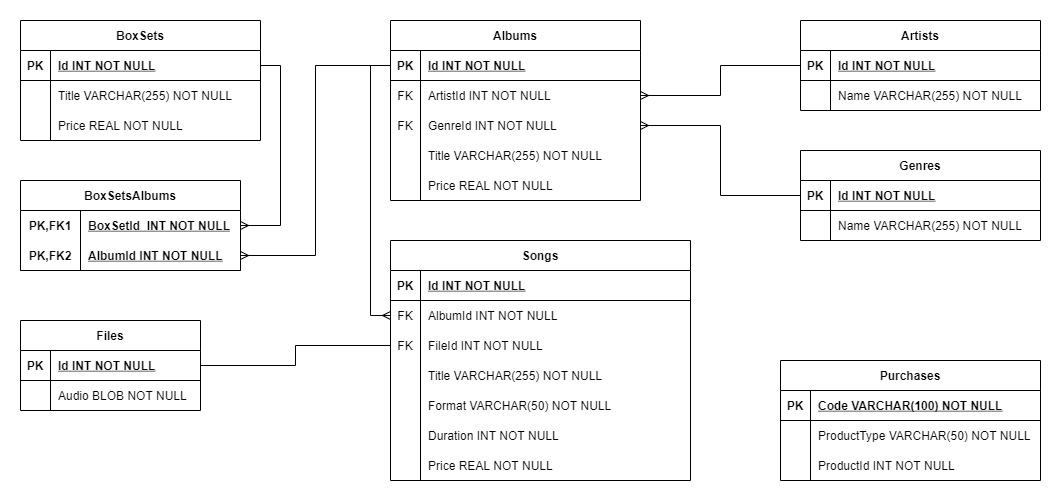 BoxSets
PK Id INT NOT NULL
Title VARCHAR(255) NOT NULL
Price REAL NOT NULL
Albums
PK Id INT NOT NULL
FK ArtistId INT NOT NULL
FK GenreId INT NOT NULL
Title VARCHAR(255) NOT NULL
Price REAL NOT NULL
Artists
PK Id INT NOT NULL
Name VARCHAR(255) NOT NULL
Genres
PK Id INT NOT NULL
Name VARCHAR(255) NOT NULL
BoxSetsAlbums
PK,FK1 BoxSetId INT NOT NULL
PK,FK2 AlbumId INT NOT NULL
Songs
PK Id INT NOT NULL
FK AlbumId INT NOT NULL
FK FileId INT NOT NULL
Title VARCHAR(255) NOT NULL
Format VARCHAR(50) NOT NULL
Duration INT NOT NULL
Price REAL NOT NULL
Files
PK Id INT NOT NULL
Audio BLOB NOT NULL
Purchases
PK Code VARCHAR(100) NOT NULL
ProductType VARCHAR(50) NOT NULL
ProductId INT NOT NULL